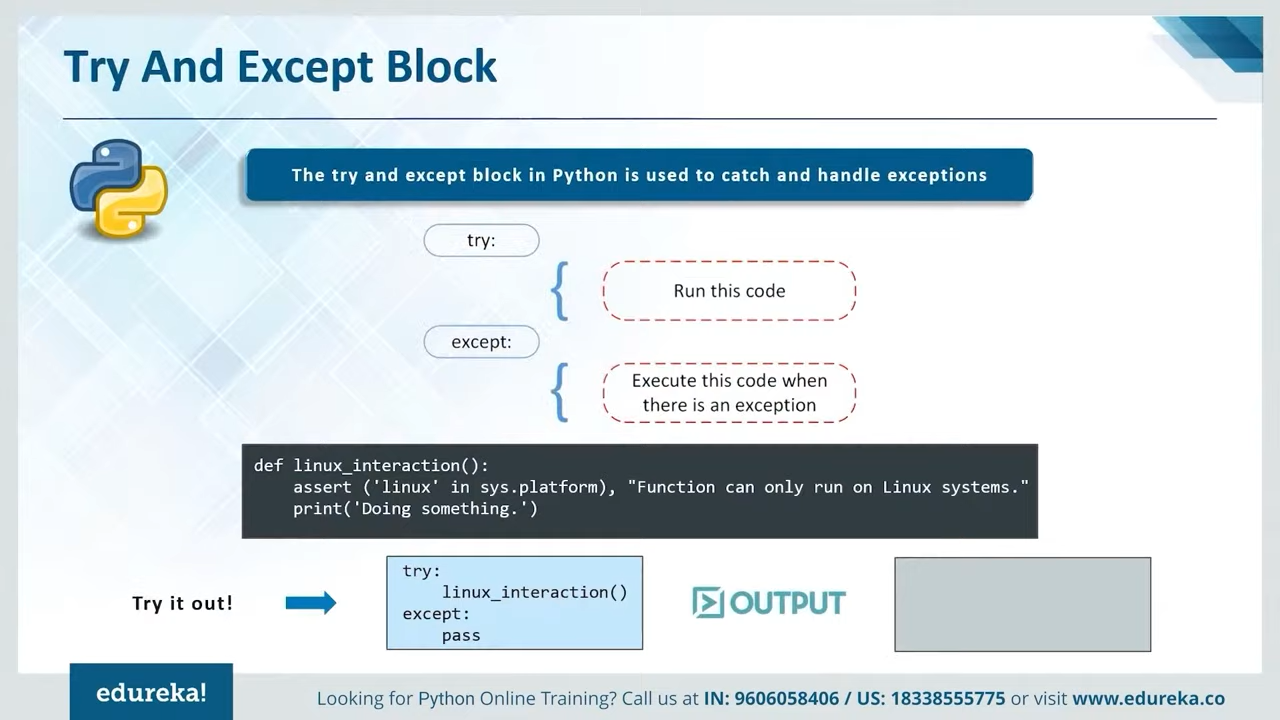 Try And Except Block
The try and except block in Python is used to catch and handle exceptions
try:
Run this code
except:
Execute this code when
there is an exception
def linux_interaction():
    assert ('linux' in sys.platform), "Function can only run on Linux systems."
    print('Doing something.')
Try it out!
try:
    linux_interaction()
except:
    pass
OUTPUT
edureka!
Looking for Python Online Training? Call us at IN: 9606058406 / US: 18338555775 or visit www.edureka.co